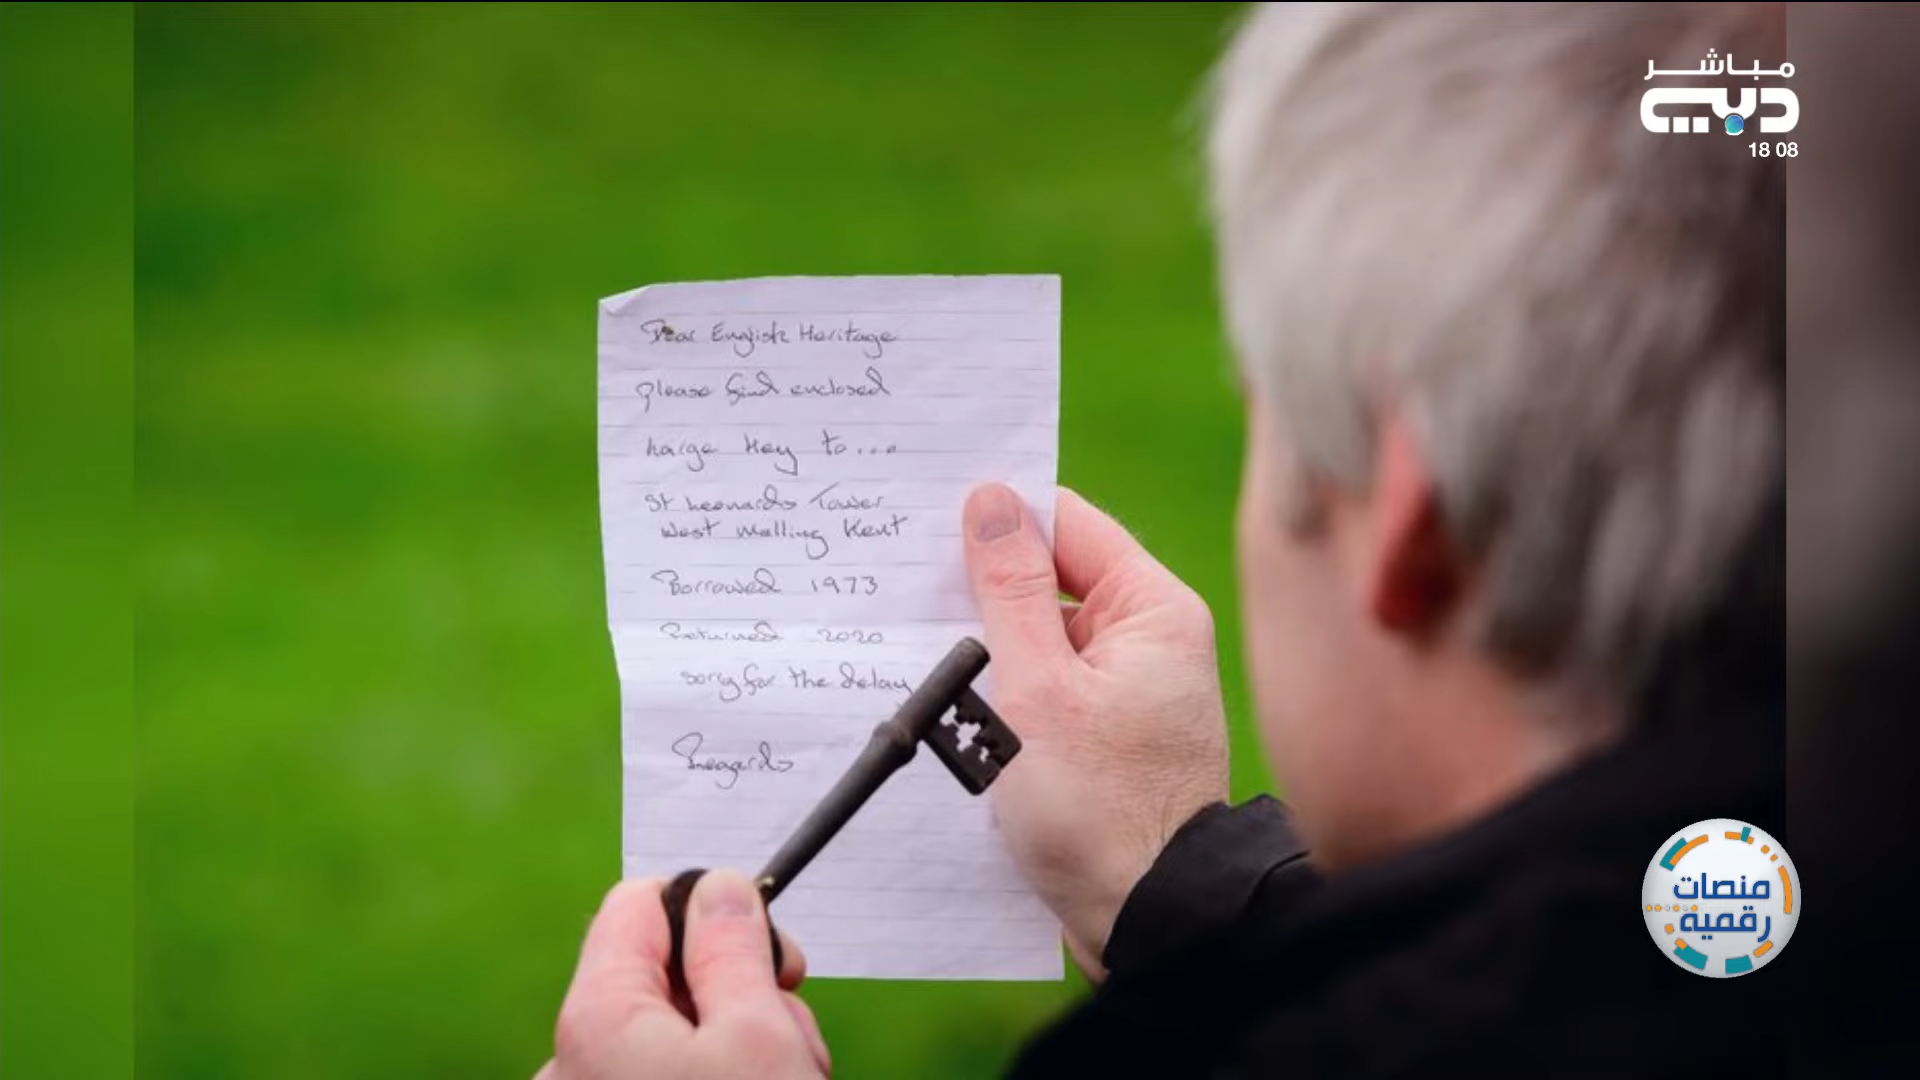 مباشر
دبي
18 08
Dear English Heritage
please find enclosed
Large Key to...
St Leonards Tower
West Malling Kent
Borrowed 1973
Returned 2020
sorry for the delay
Regards
منصات
رقمية